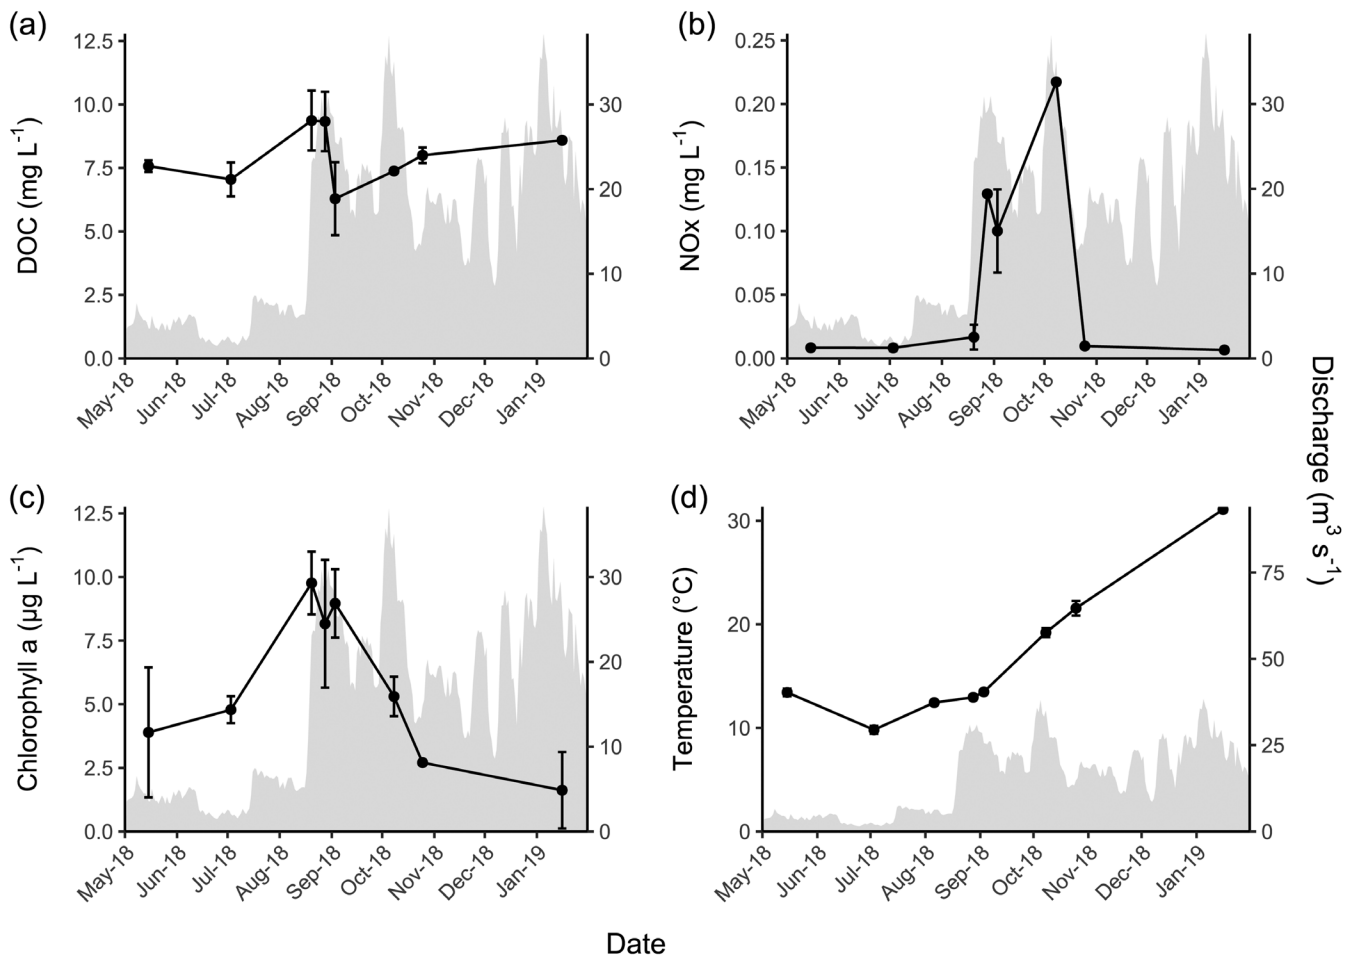 (a)
12.5
10.0
7.5
5.0
2.5
0.0
DOC (mg L⁻¹)
30
20
10
0
May-18
Jun-18
Jul-18
Aug-18
Sep-18
Oct-18
Nov-18
Dec-18
Jan-19
(b)
0.25
0.20
0.15
0.10
0.05
0.00
NOx (mg L⁻¹)
30
20
10
0
May-18
Jun-18
Jul-18
Aug-18
Sep-18
Oct-18
Nov-18
Dec-18
Jan-19
(c)
12.5
10.0
7.5
5.0
2.5
0.0
Chlorophyll a (µg L⁻¹)
30
20
10
0
May-18
Jun-18
Jul-18
Aug-18
Sep-18
Oct-18
Nov-18
Dec-18
Jan-19
(d)
30
20
10
0
Temperature (°C)
75
50
25
0
May-18
Jun-18
Jul-18
Aug-18
Sep-18
Oct-18
Nov-18
Dec-18
Jan-19
Discharge (m³ s⁻¹)
Date